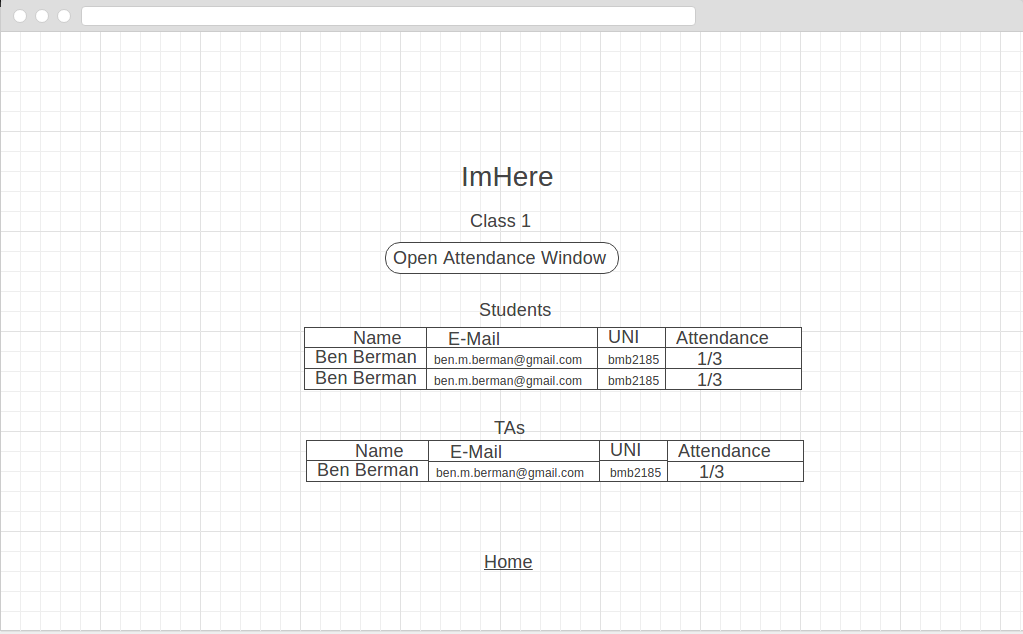 ImHere
Class 1
Open Attendance Window
Students
Name E-Mail UNI Attendance
Ben Berman ben.m.berman@gmail.com bmb2185 1/3
Ben Berman ben.m.berman@gmail.com bmb2185 1/3
TAs
Name E-Mail UNI Attendance
Ben Berman ben.m.berman@gmail.com bmb2185 1/3
Home